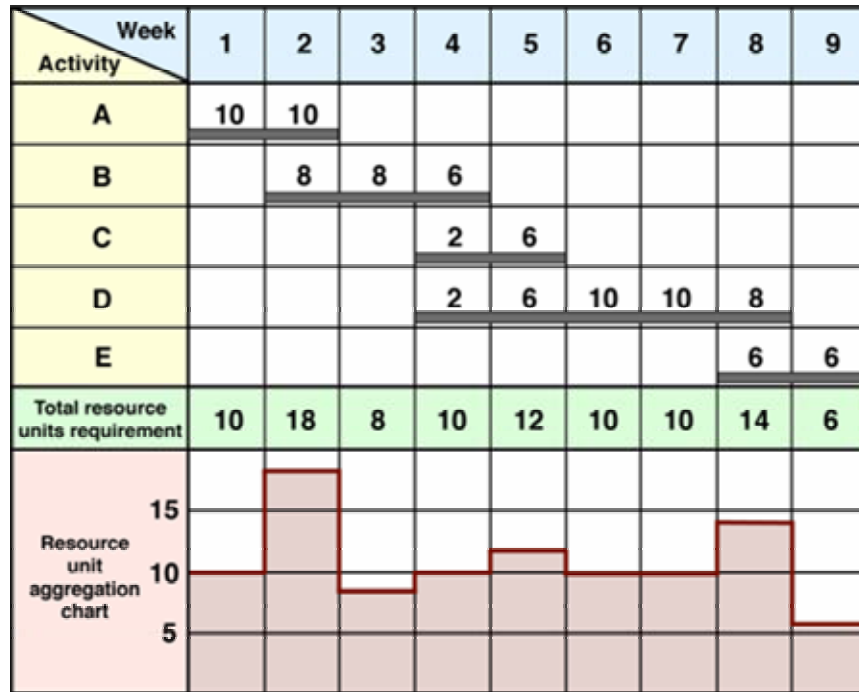 Week 1 2 3 4 5 6 7 8 9
Activity
A 10 10
B 8 8 6
C 2 6
D 2 6 10 10 8
E 6 6
Total resource
units requirement
10 18 8 10 12 10 10 14 6
15
Resource
unit
10
aggregation
chart
5